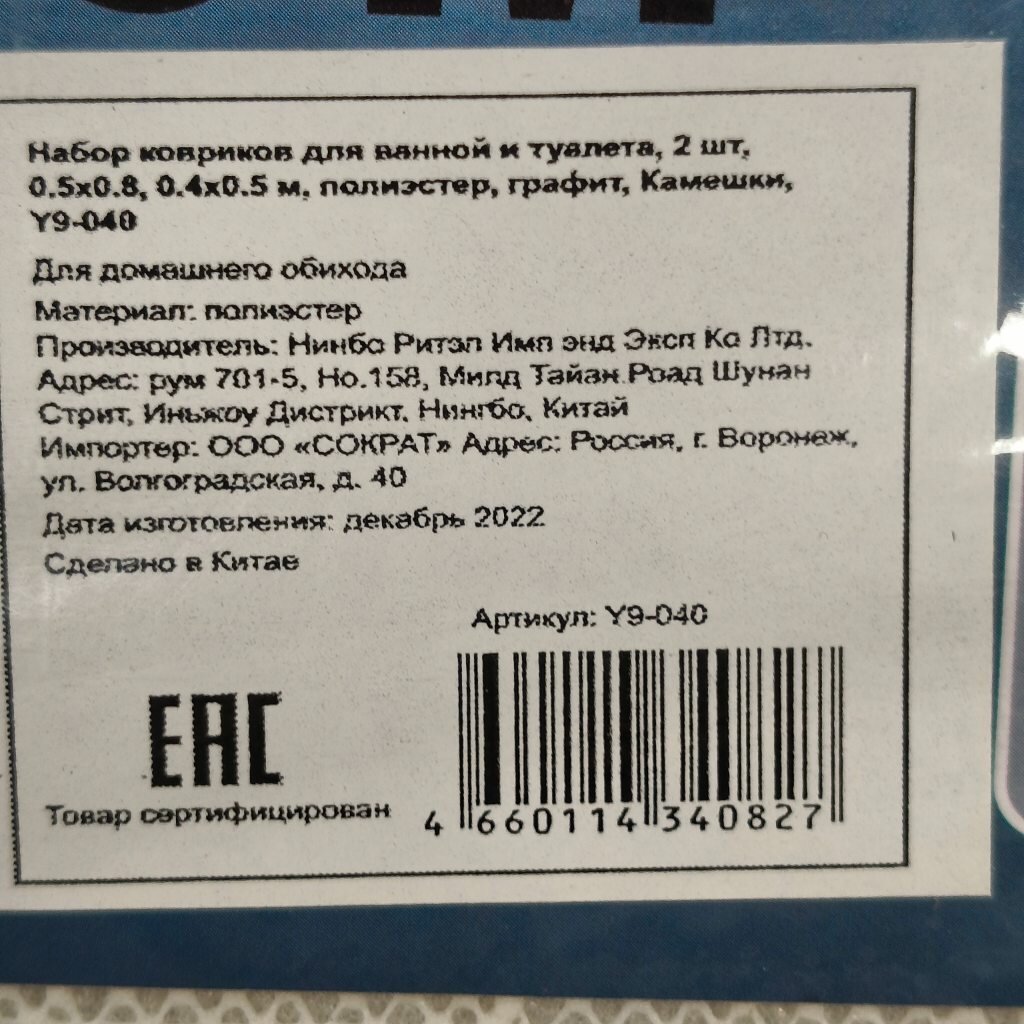 Набор ковриков для ванной и туалета, 2 шт,
0.5х0.8, 0.4х0.5 м, полиэстер, графит, Камешки,
Y9-040
Для домашнего обихода
Материал: полиэстер
Производитель: Нинбо Ритэл Имп энд Эксп Ко Лтд.
Адрес: рум 701-5, Но.158, Милд Тайан Роад Шунан
Стрит, Иньжоу Дистрикт, Нингбо, Китай
Импортер: ООО «СОКРАТ» Адрес: Россия, г. Воронеж,
ул. Волгоградская, д. 40
Дата изготовления: декабрь 2022
Сделано в Китае
Артикул: Y9-040
EAC
Товар сертифицирован
4 660114 340827